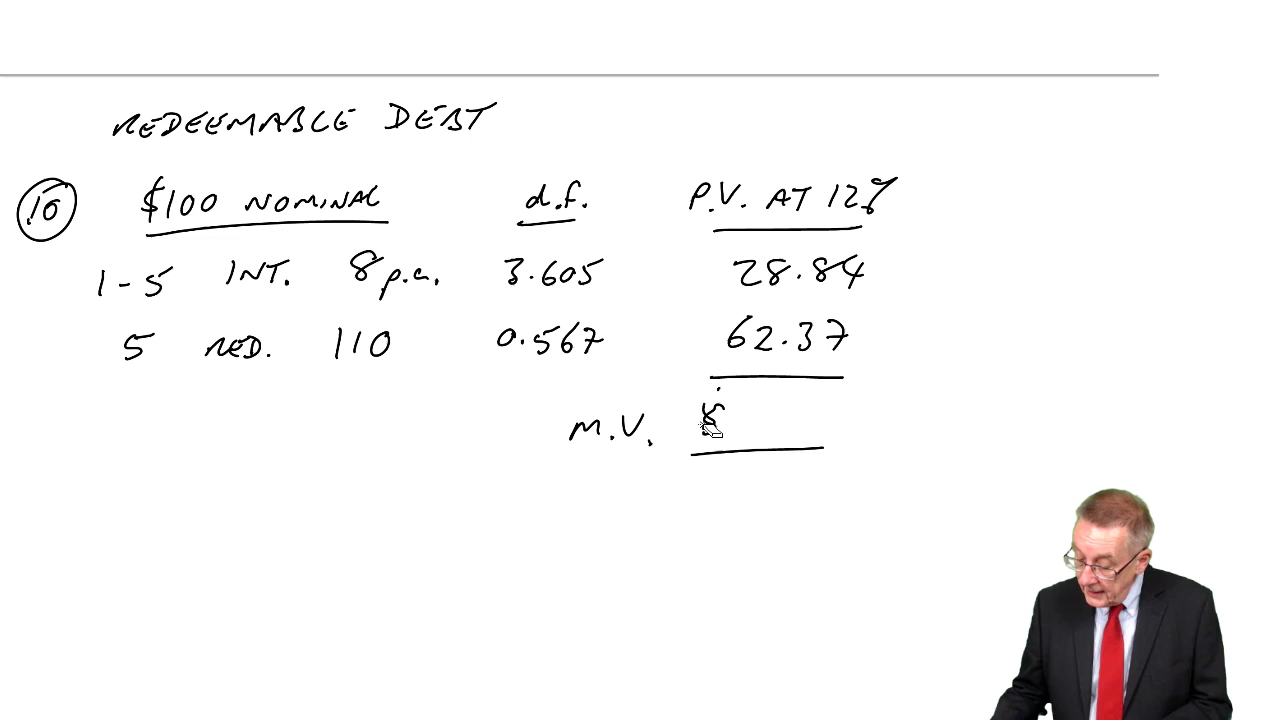 REDEEMABLE DEBT
10 $100 NOMINAL d.f. P.V. AT 12%
1-5 INT. 8 p.a. 3.605 28.84
5 RED. 110 0.567 62.37
M.V. $